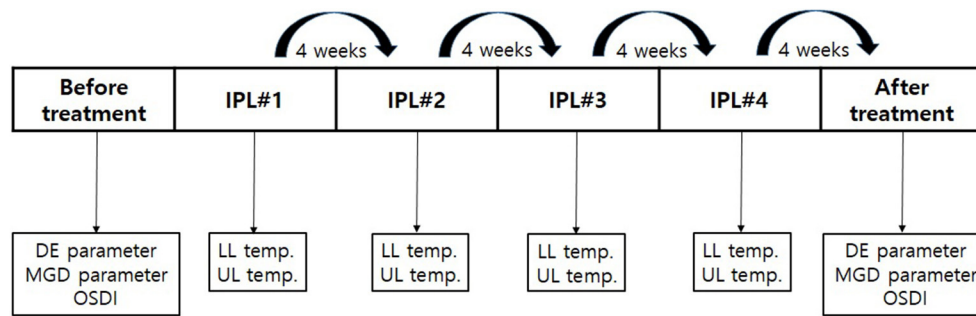 4 weeks 4 weeks 4 weeks 4 weeks
Before treatment IPL#1 IPL#2 IPL#3 IPL#4 After treatment
DE parameter
MGD parameter
OSDI
LL temp.
UL temp.
LL temp.
UL temp.
LL temp.
UL temp.
LL temp.
UL temp.
DE parameter
MGD parameter
OSDI